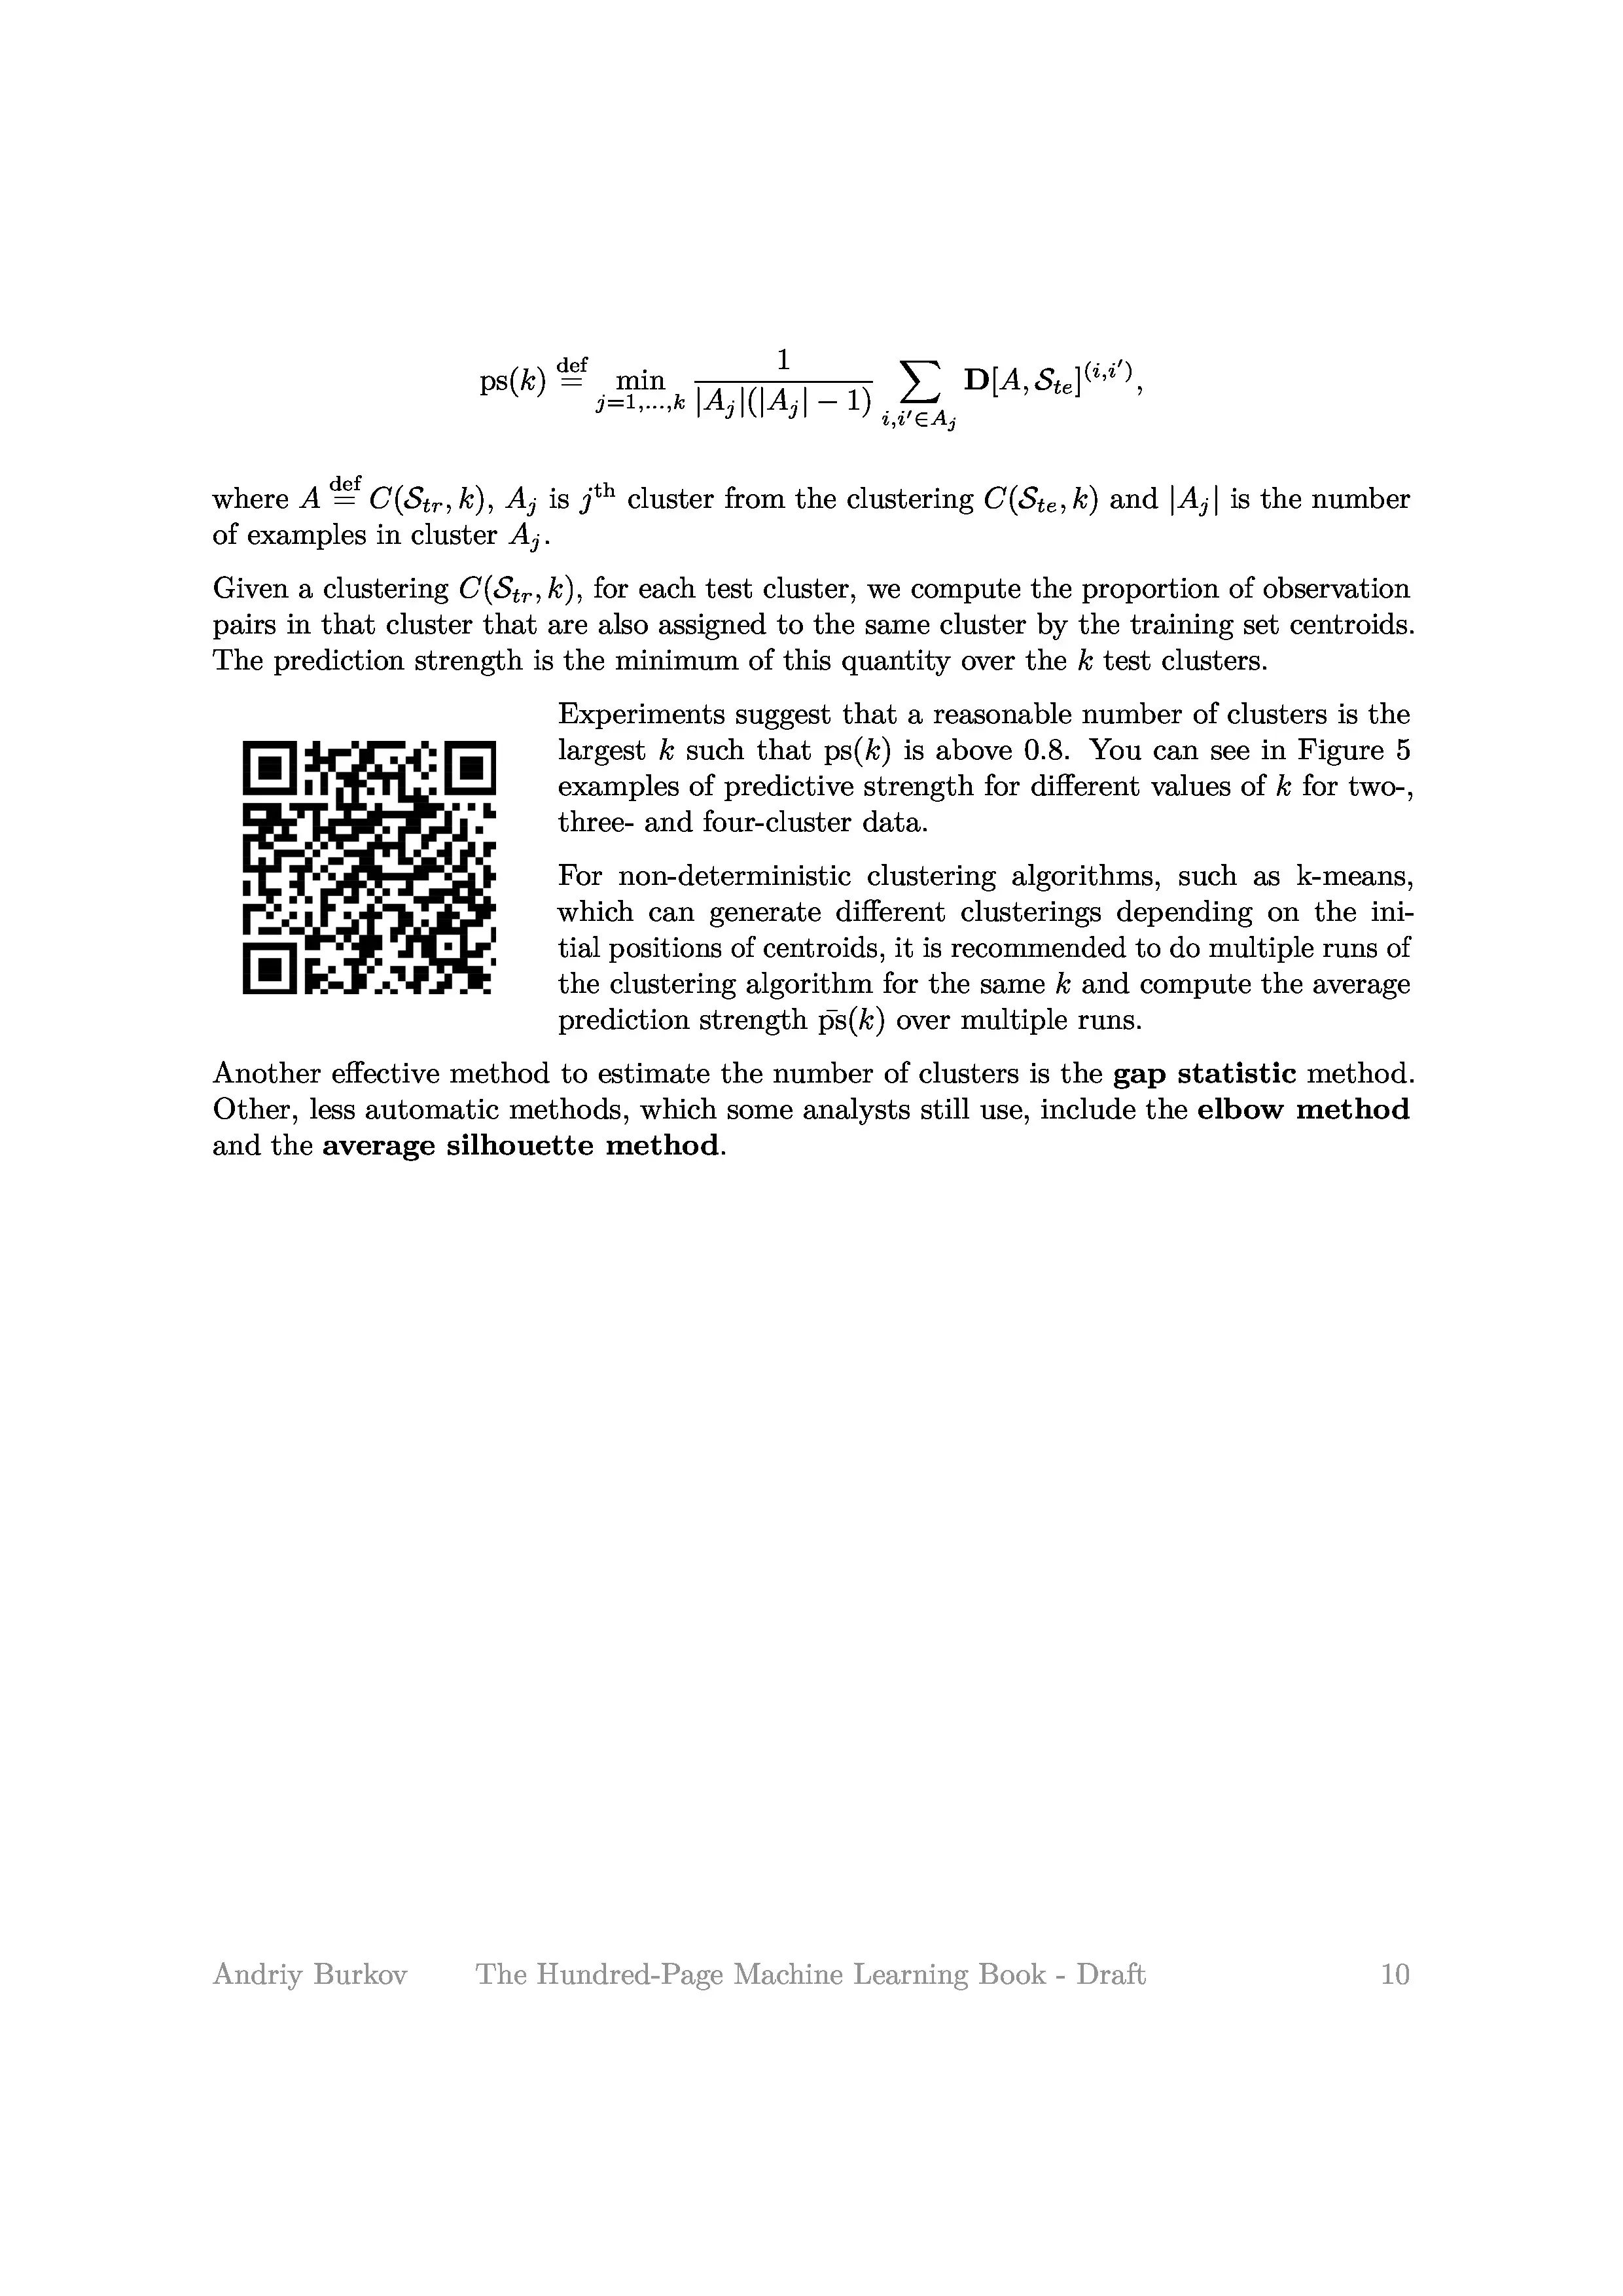 ps(k) def= min j=1,...,k 1 / |A_j|(|A_j| − 1) ∑ i,i′∈A_j D[A, S_te]^(i,i′),
where A def= C(S_tr, k), A_j is j^th cluster from the clustering C(S_te, k) and |A_j| is the number
of examples in cluster A_j.
Given a clustering C(S_tr, k), for each test cluster, we compute the proportion of observation
pairs in that cluster that are also assigned to the same cluster by the training set centroids.
The prediction strength is the minimum of this quantity over the k test clusters.
Experiments suggest that a reasonable number of clusters is the
largest k such that ps(k) is above 0.8. You can see in Figure 5
examples of predictive strength for different values of k for two-,
three- and four-cluster data.
For non-deterministic clustering algorithms, such as k-means,
which can generate different clusterings depending on the ini-
tial positions of centroids, it is recommended to do multiple runs of
the clustering algorithm for the same k and compute the average
prediction strength p̄s(k) over multiple runs.
Another effective method to estimate the number of clusters is the gap statistic method.
Other, less automatic methods, which some analysts still use, include the elbow method
and the average silhouette method.
Andriy Burkov The Hundred-Page Machine Learning Book - Draft 10